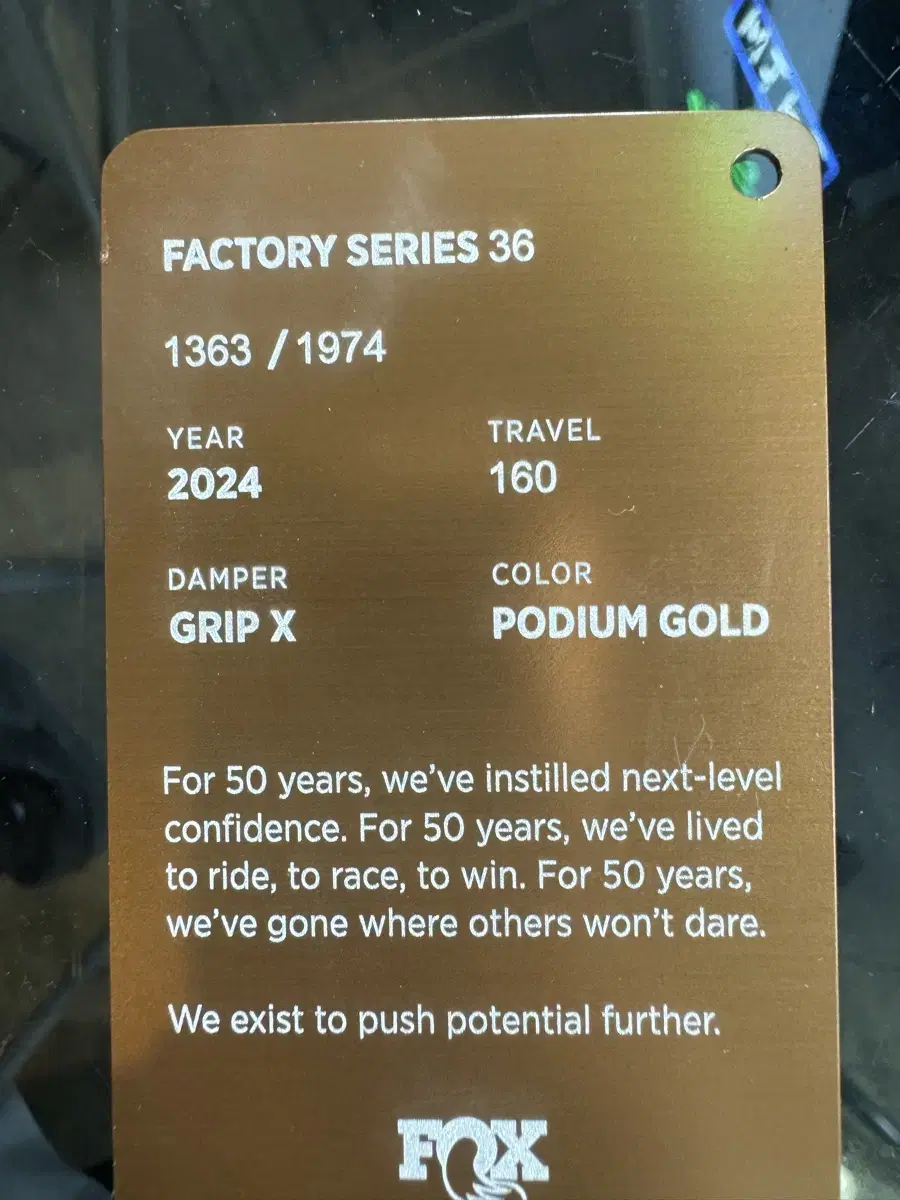 FACTORY SERIES 36
1363 / 1974
YEAR
2024
TRAVEL
160
DAMPER
GRIP X
COLOR
PODIUM GOLD
For 50 years, we’ve instilled next-level
confidence. For 50 years, we’ve lived
to ride, to race, to win. For 50 years,
we’ve gone where others won’t dare.
We exist to push potential further.
FOX